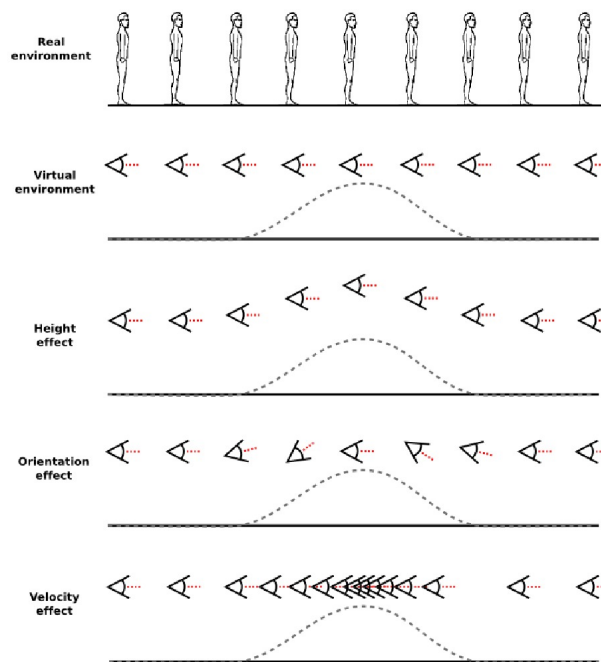 Real
environment
Virtual
environment
Height
effect
Orientation
effect
Velocity
effect